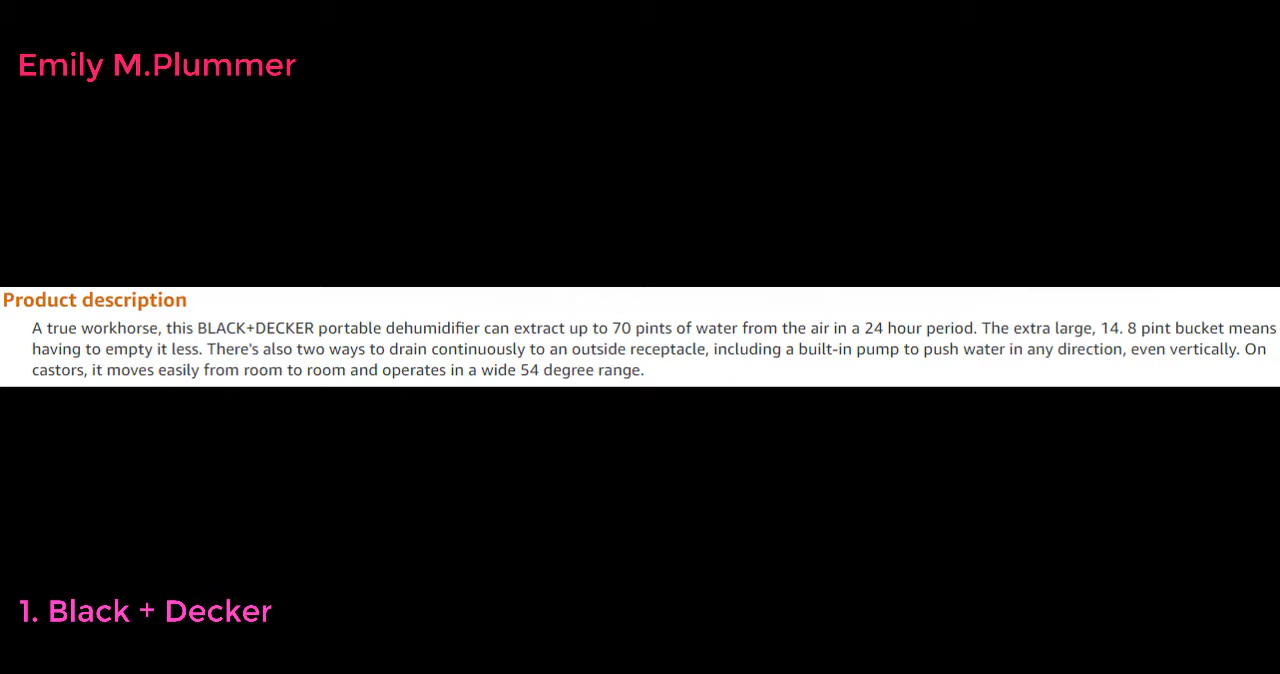 Emily M.Plummer
Product description
A true workhorse, this BLACK+DECKER portable dehumidifier can extract up to 70 pints of water from the air in a 24 hour period. The extra large, 14. 8 pint bucket means
having to empty it less. There's also two ways to drain continuously to an outside receptacle, including a built-in pump to push water in any direction, even vertically. On
castors, it moves easily from room to room and operates in a wide 54 degree range.
1. Black + Decker